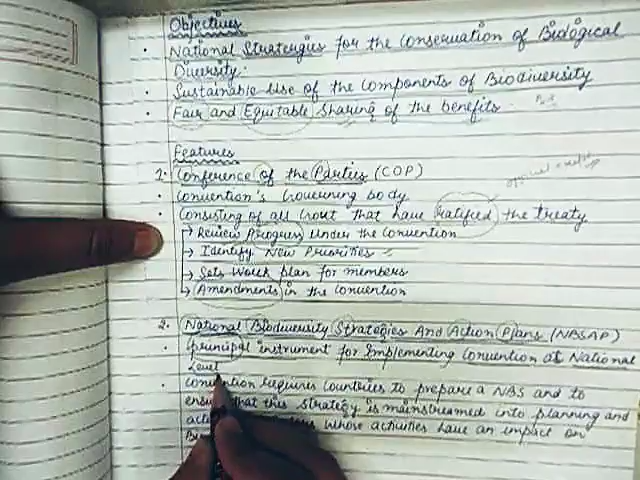 Objectives
• National Stratergies for the Conservation of Biological
Diversity.
• Sustainable Use of the Components of Biodiversity
• Fair and Equitable Sharing of the benefits
Features
1. Conference of the Parties (COP)
• Convention's Governing body
• Consisting of all Govt that have ratified the treaty
→ Review Progress Under the Convention
→ Identify New Priorities
→ Sets Work plan for members
→ Amendments in the Convention
2. National Biodiversity Strategies And Action Plans (NBSAP)
• principal instrument for Implementing Convention at National
Level
• convention requires Countries to prepare a NBS and to
that this strategy is mainstreamed into planning and
whose activities have an impact on